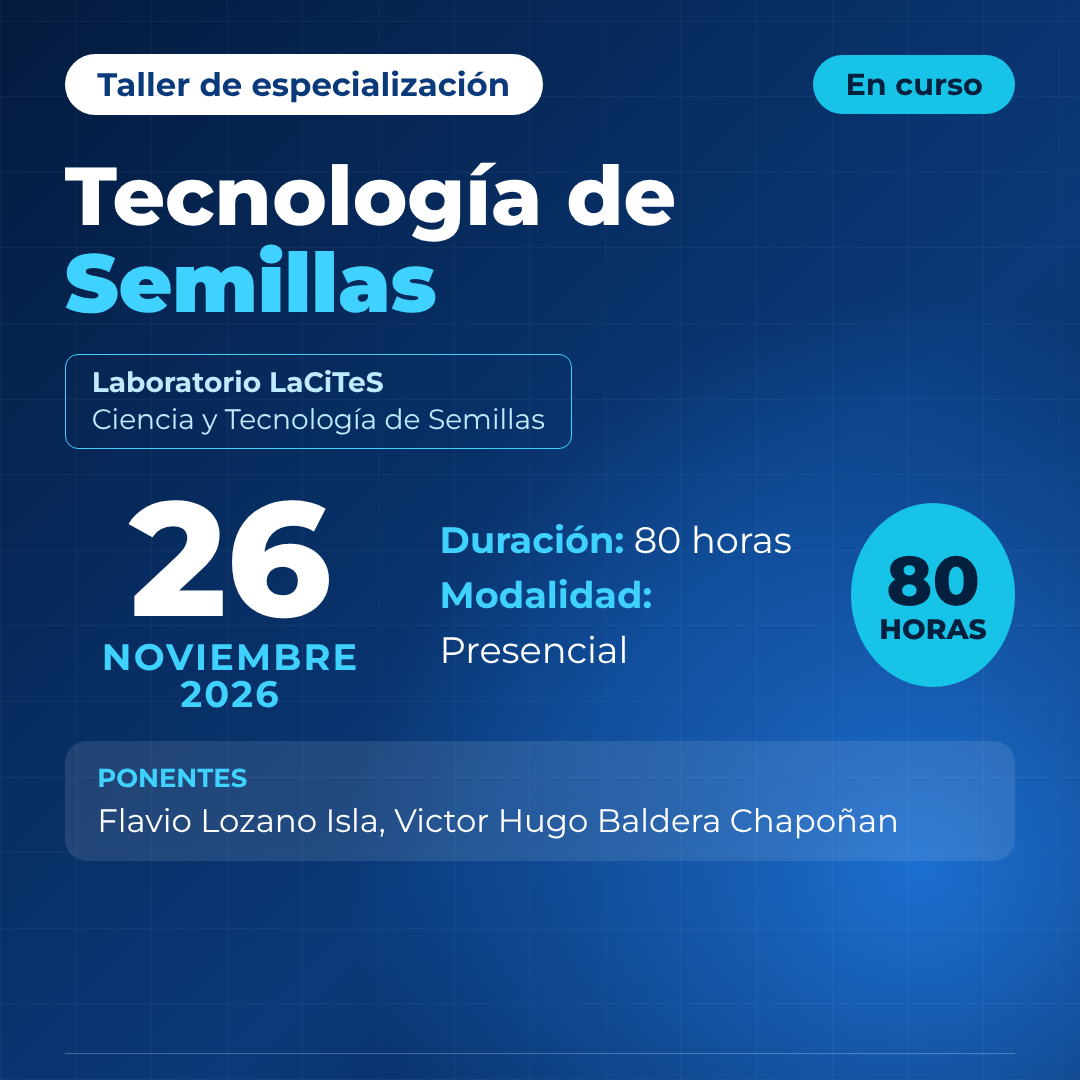 Taller de especialización
En curso
Tecnología de
Semillas
Laboratorio LaCiTeS
Ciencia y Tecnología de Semillas
26
NOVIEMBRE
2026
Duración: 80 horas
Modalidad:
Presencial
80
HORAS
PONENTES
Flavio Lozano Isla, Victor Hugo Baldera Chapoñan